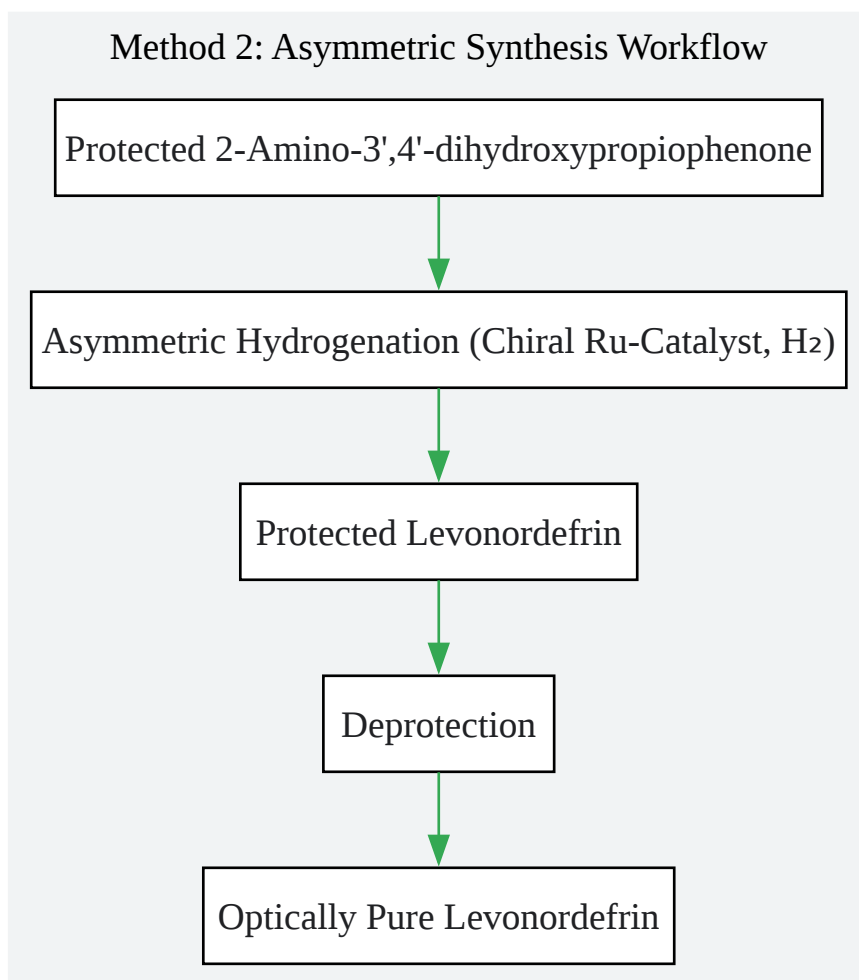 Method 2: Asymmetric Synthesis Workflow
Protected 2-Amino-3',4'-dihydroxypropiophenone
Asymmetric Hydrogenation (Chiral Ru-Catalyst, H₂)
Protected Levonordefrin
Deprotection
Optically Pure Levonordefrin